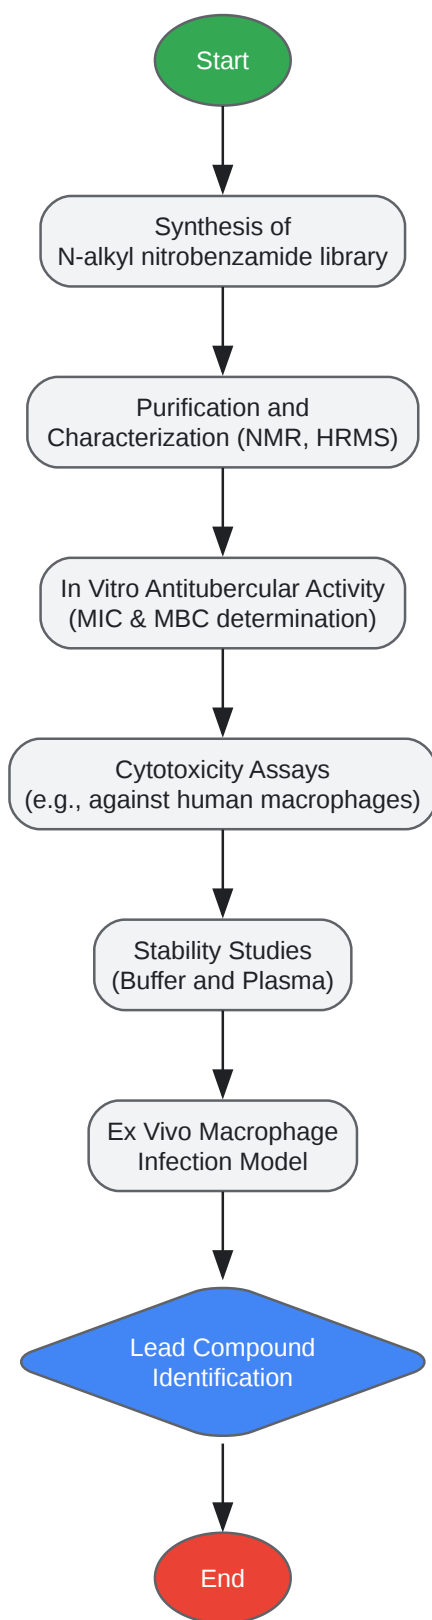 Start
Synthesis of
N-alkyl nitrobenzamide library
Purification and
Characterization (NMR, HRMS)
In Vitro Antitubercular Activity
(MIC & MBC determination)
Cytotoxicity Assays
(e.g., against human macrophages)
Stability Studies
(Buffer and Plasma)
Ex Vivo Macrophage
Infection Model
Lead Compound
Identification
End